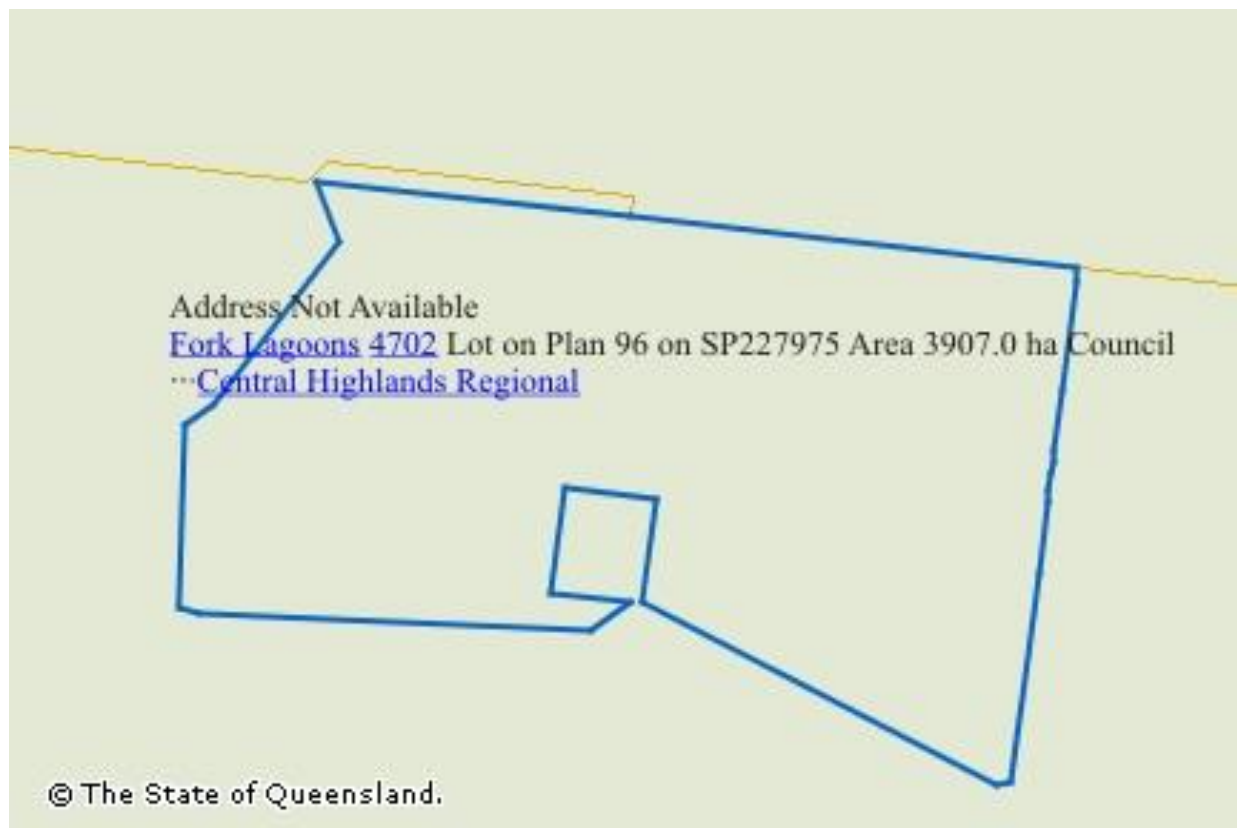 Address Not Available
Fork Lagoons 4702 Lot on Plan 96 on SP227975 Area 3907.0 ha Council
···Central Highlands Regional
© The State of Queensland.